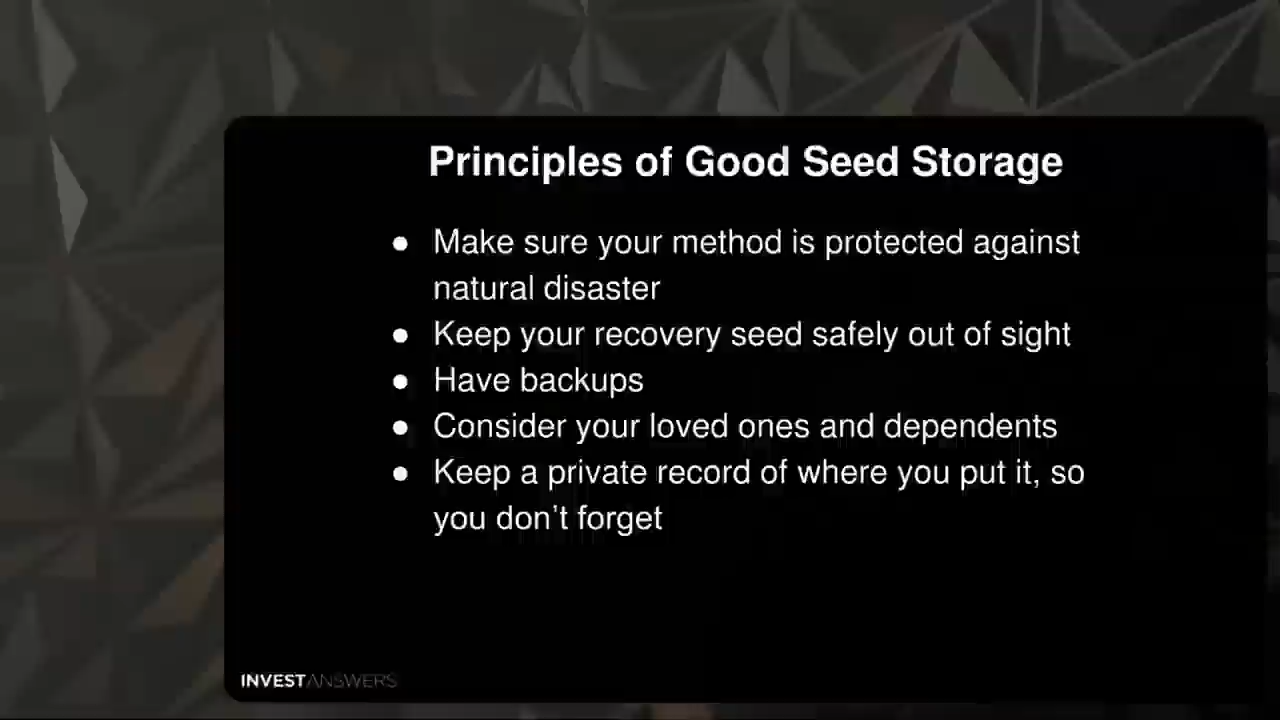 Principles of Good Seed Storage
● Make sure your method is protected against
natural disaster
● Keep your recovery seed safely out of sight
● Have backups
● Consider your loved ones and dependents
● Keep a private record of where you put it, so
you don't forget
INVESTANSWERS